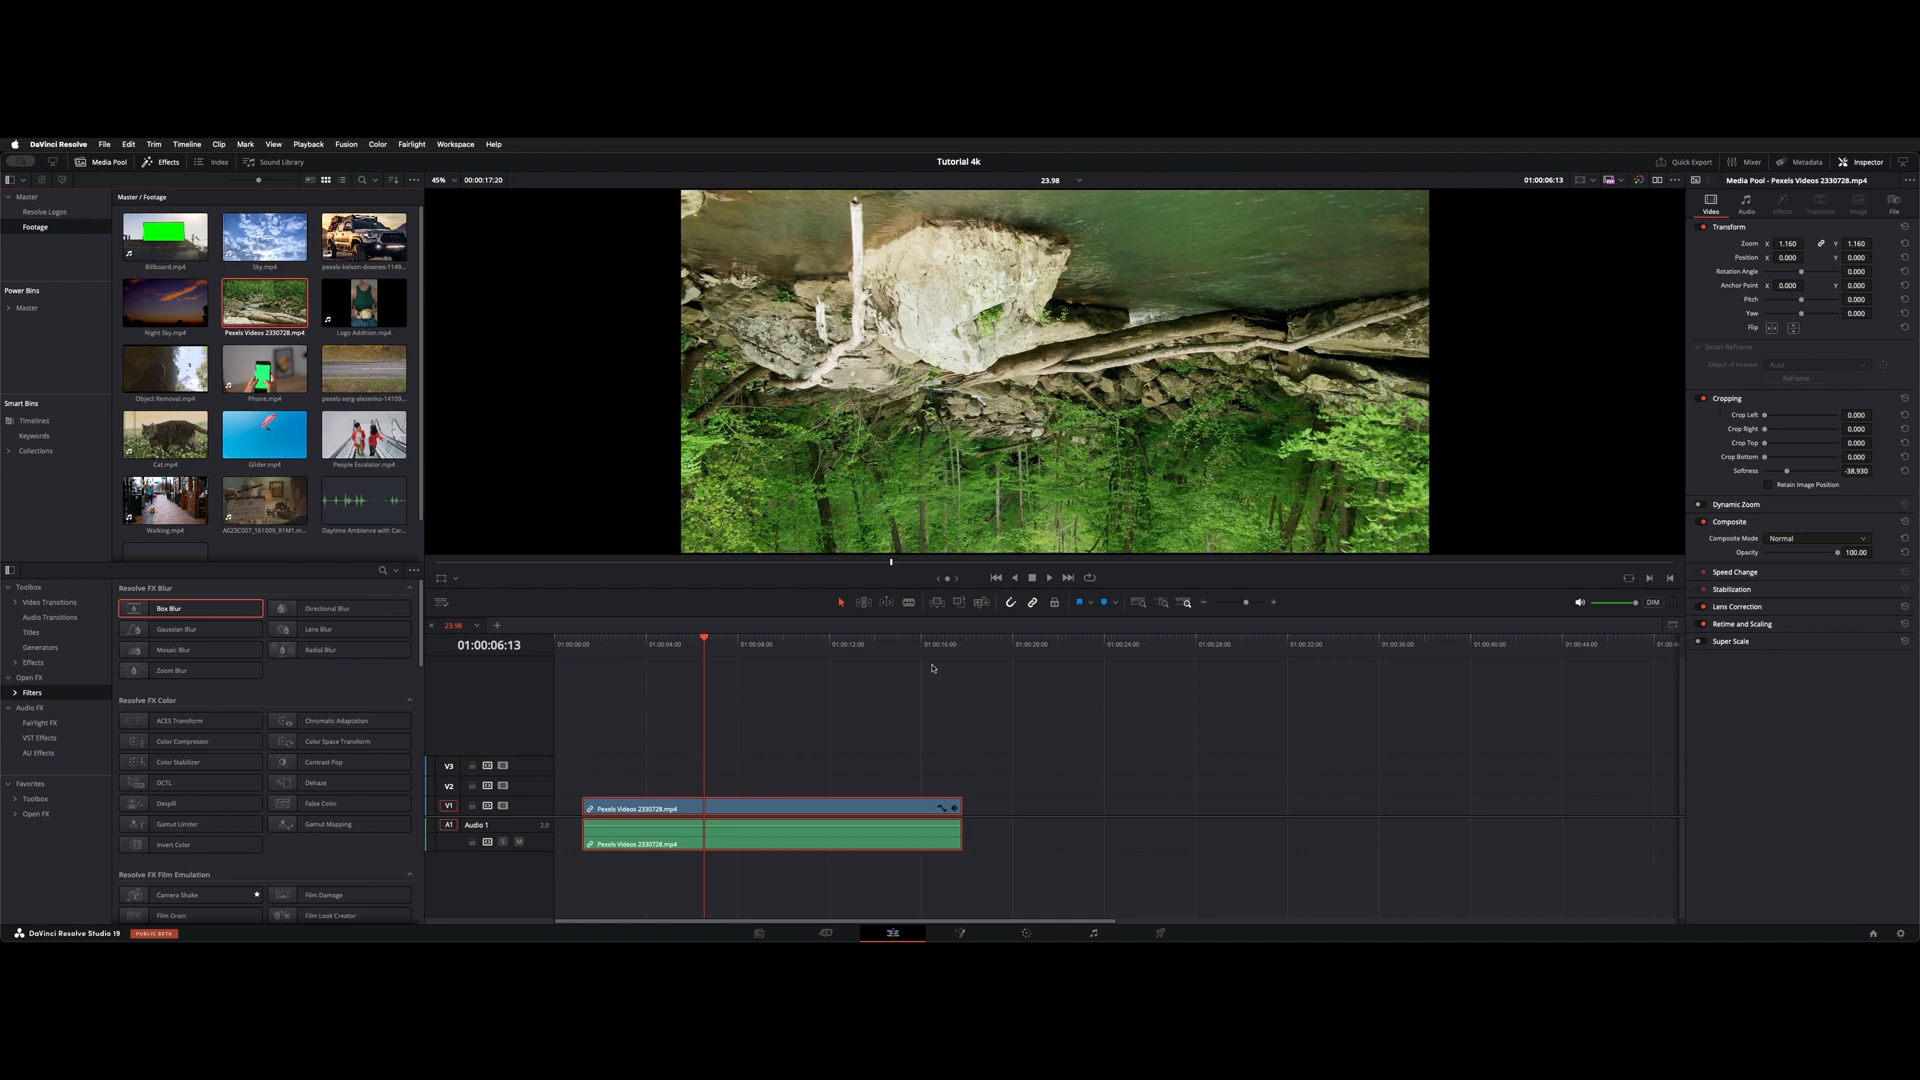 DaVinci Resolve File Edit Trim Timeline Clip Mark View Playback Fusion Color Fairlight Workspace Help
Media Pool Effects Index Sound Library Tutorial 4k Quick Export Mixer Metadata Inspector
45% 00:00:17:20 23.98 01:00:06:13 Media Pool - Pexels Videos 2330728.mp4
Master
Resolve Logos
Footage
Power Bins
Master
Smart Bins
Timelines
Keywords
Collections
Master / Footage
Billboard.mp4 Sky.mp4 pexels-kelson-downes-1149...
Night Sky.mp4 Pexels Videos 2330728.mp4 Logo Addition.mp4
Object Removal.mp4 Phone.mp4 pexels-serg-alesenko-14109...
Cat.mp4 Glider.mp4 People Escalator.mp4
Walking.mp4 A023C007_161009_R1M1.m... Daytime Ambience with Car...
Video Audio Effects Transition Image File
Transform
Zoom X 1.160 Y 1.160
Position X 0.000 Y 0.000
Rotation Angle 0.000
Anchor Point X 0.000 Y 0.000
Pitch 0.000
Yaw 0.000
Flip
Smart Reframe
Object of Interest Auto
Reframe
Cropping
Crop Left 0.000
Crop Right 0.000
Crop Top 0.000
Crop Bottom 0.000
Softness -38.930
Retain Image Position
Dynamic Zoom
Composite
Composite Mode Normal
Opacity 100.00
Speed Change
Stabilization
Lens Correction
Retime and Scaling
Super Scale
Toolbox
Video Transitions
Audio Transitions
Titles
Generators
Effects
Open FX
Filters
Audio FX
Fairlight FX
VST Effects
AU Effects
Favorites
Toolbox
Open FX
Resolve FX Blur
Box Blur Directional Blur
Gaussian Blur Lens Blur
Mosaic Blur Radial Blur
Zoom Blur
Resolve FX Color
ACES Transform Chromatic Adaptation
Color Compressor Color Space Transform
Color Stabilizer Contrast Pop
DCTL Dehaze
Despill False Color
Gamut Limiter Gamut Mapping
Invert Color
Resolve FX Film Emulation
Camera Shake Film Damage
Film Grain Film Look Creator
DIM
23.98
01:00:06:13 01:00:00:00 01:00:04:00 01:00:08:00 01:00:12:00 01:00:16:00 01:00:20:00 01:00:24:00 01:00:28:00 01:00:32:00 01:00:36:00 01:00:40:00 01:00:44:00
V3
V2
V1 Pexels Videos 2330728.mp4
A1 Audio 1 2.0
S M Pexels Videos 2330728.mp4
DaVinci Resolve Studio 19 PUBLIC BETA